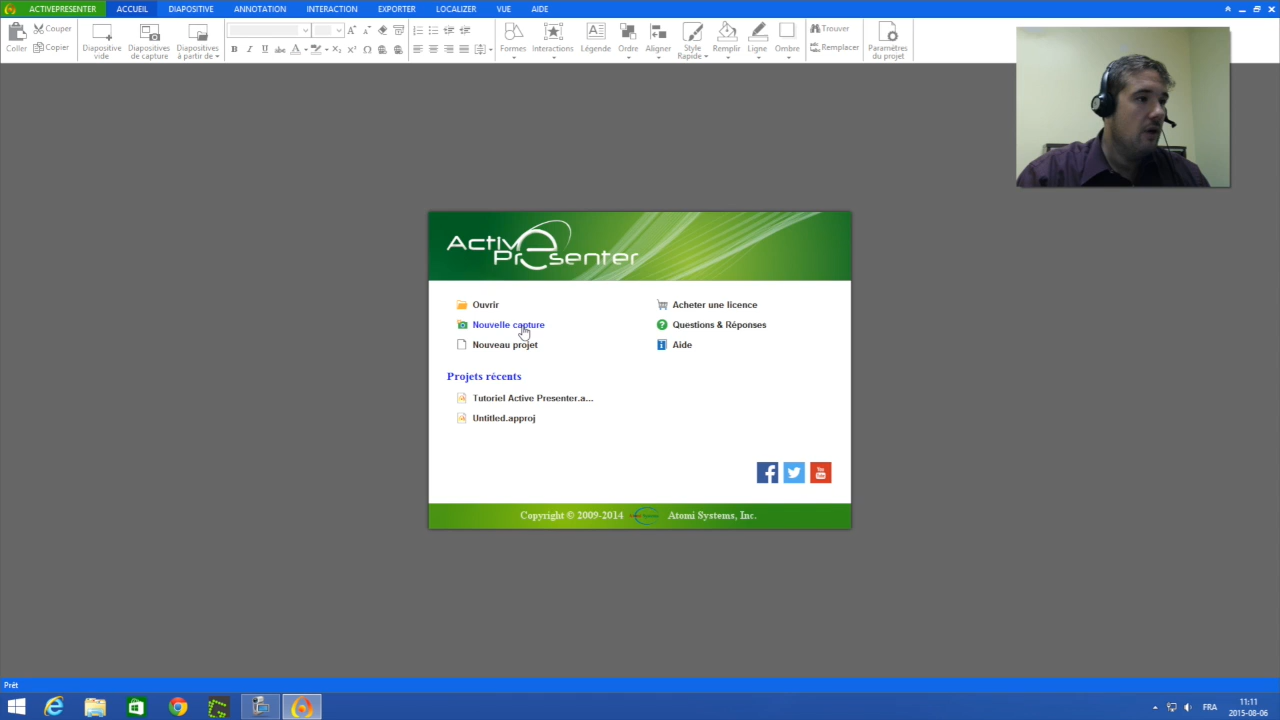 ACTIVEPRESENTER ACCUEIL DIAPOSITIVE ANNOTATION INTERACTION EXPORTER LOCALIZER VUE AIDE
Coller
Couper
Copier
Diapositive vide
Diapositives de capture
Diapositives à partir de
Formes
Interactions
Légende
Ordre
Aligner
Style Rapide
Remplir
Ligne
Ombre
Trouver
Remplacer
Paramètres du projet
Active Presenter
Ouvrir
Nouvelle capture
Nouveau projet
Acheter une licence
Questions & Réponses
Aide
Projets récents
Tutoriel Active Presenter.a...
Untitled.approj
You Tube
Copyright © 2009-2014 Atomi Systems, Inc.
Prêt
FRA
11:11
2015-08-06